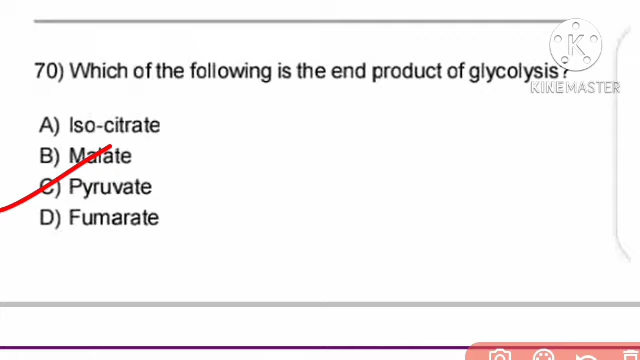 70) Which of the following is the end product of glycolysis?
K
KINEMASTER
A) Iso-citrate
B) Malate
C) Pyruvate
D) Fumarate